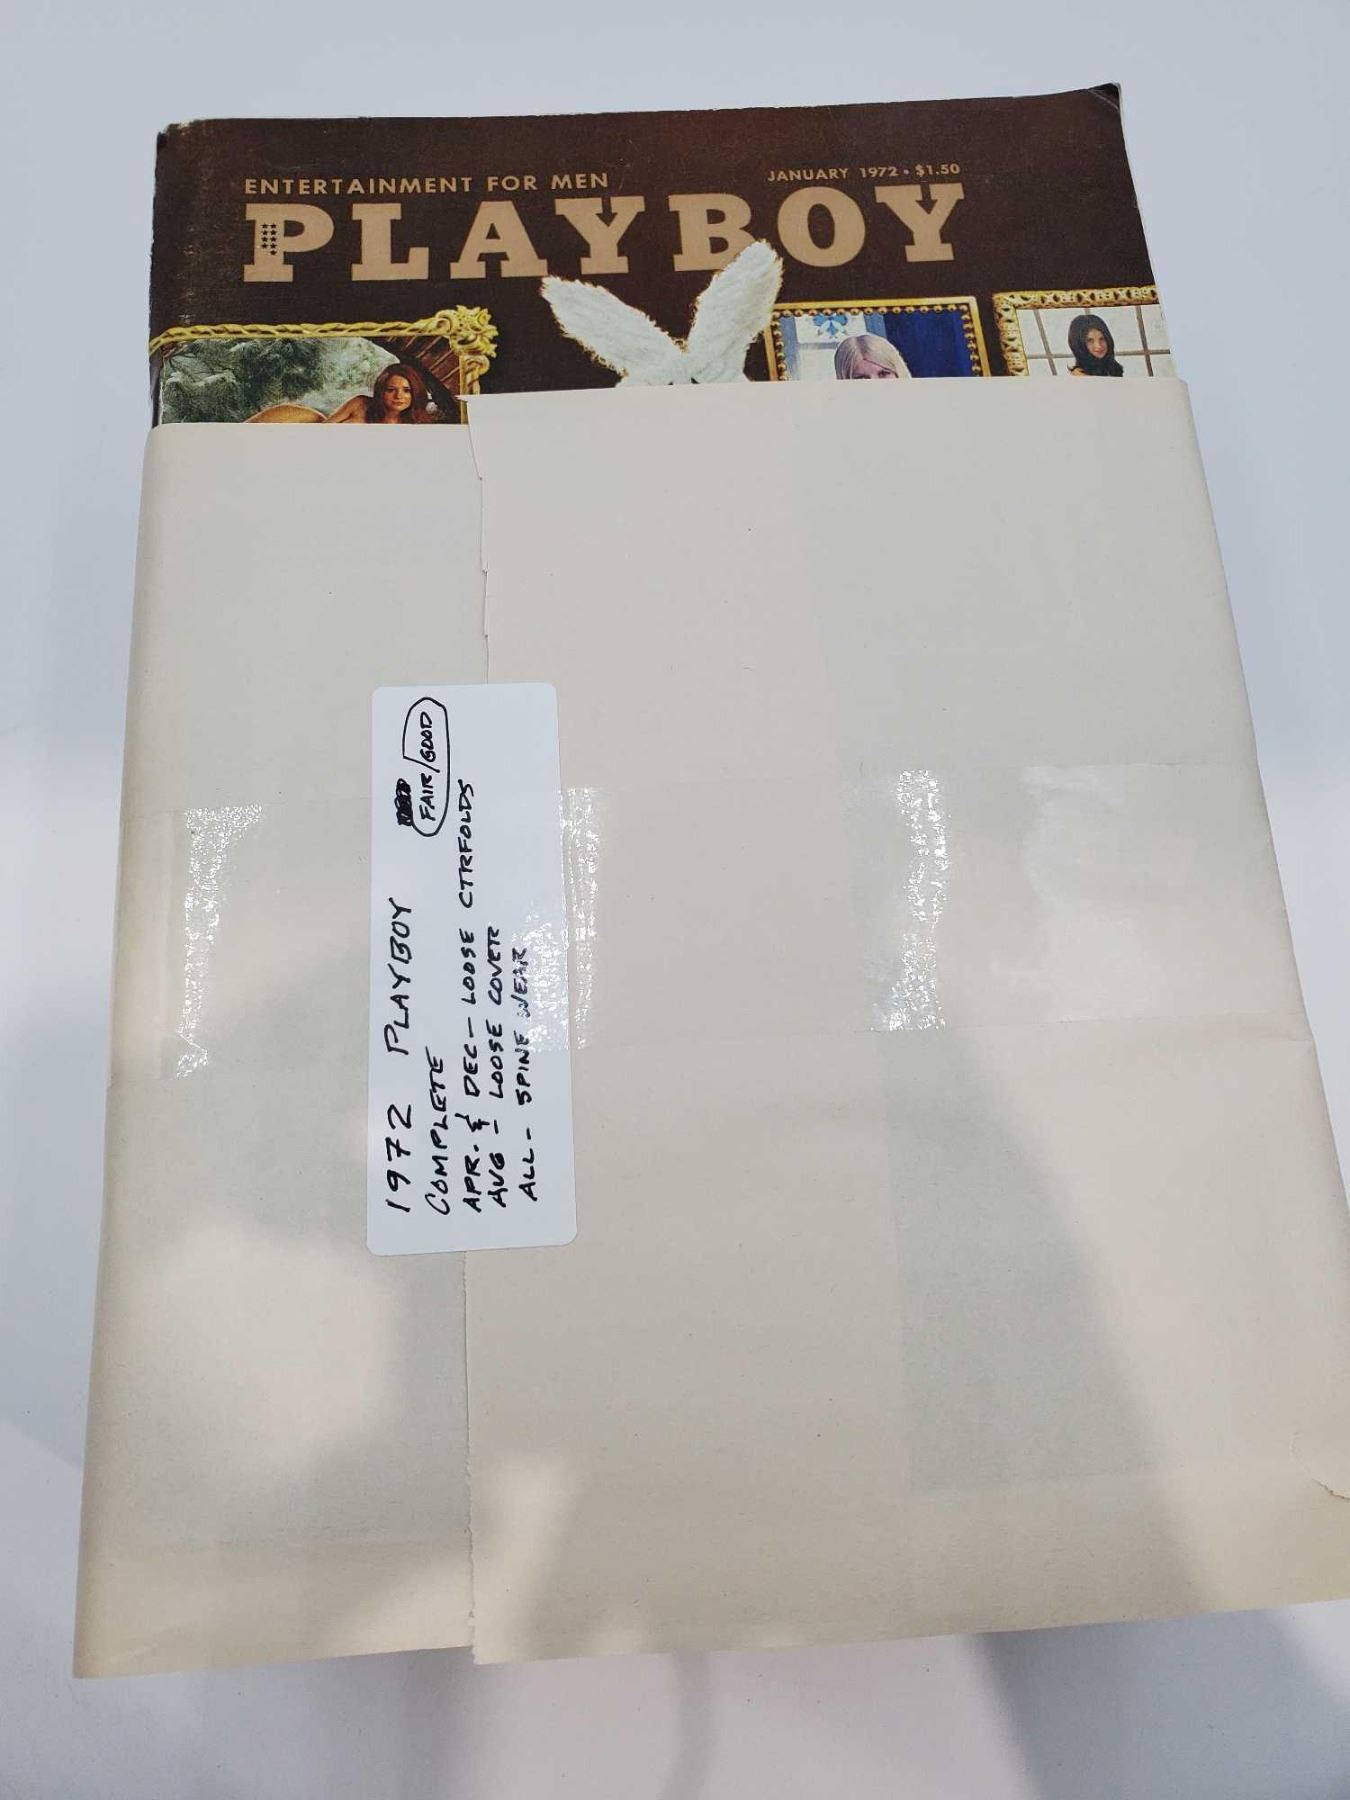 ENTERTAINMENT FOR MEN
JANUARY 1972 • $1.50
PLAYBOY
1972 PLAYBOY
FAIR/GOOD
COMPLETE
APR. & DEC - LOOSE CTRFOLDS
AUG - LOOSE COVER
ALL - SPINE WEAR